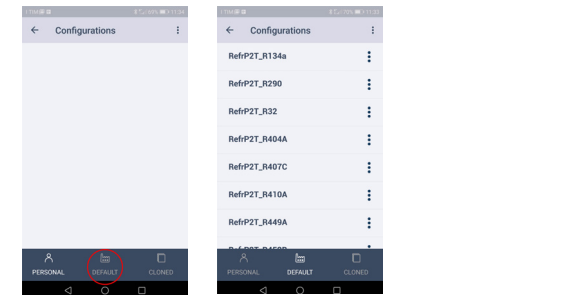 Configurations
PERSONAL DEFAULT CLONED
Configurations
RefrP2T_R134a
RefrP2T_R290
RefrP2T_R32
RefrP2T_R404A
RefrP2T_R407C
RefrP2T_R410A
RefrP2T_R449A
PERSONAL DEFAULT CLONED